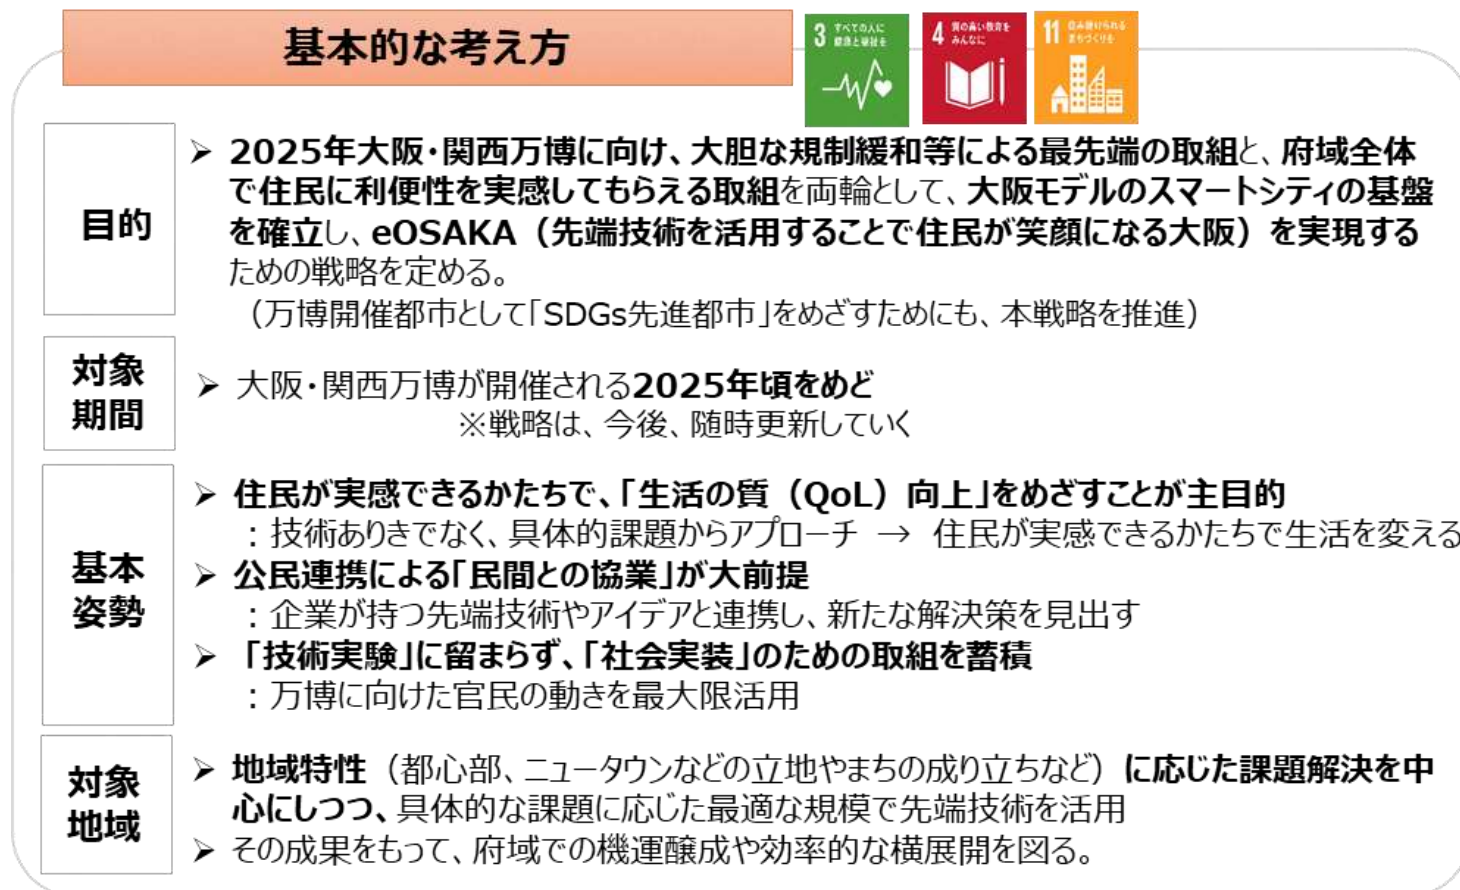 基本的な考え方
3 すべての人に
健康と福祉を
4 質の高い教育を
みんなに
11 住み続けられる
まちづくりを
目的
➤ 2025年大阪・関西万博に向け、大胆な規制緩和等による最先端の取組と、府域全体
で住民に利便性を実感してもらえる取組を両輪として、大阪モデルのスマートシティの基盤
を確立し、eOSAKA（先端技術を活用することで住民が笑顔になる大阪）を実現する
ための戦略を定める。
（万博開催都市として「SDGs先進都市」をめざすためにも、本戦略を推進）
対象
期間
➤ 大阪・関西万博が開催される2025年頃をめど
※戦略は、今後、随時更新していく
基本
姿勢
➤ 住民が実感できるかたちで、「生活の質（QoL）向上」をめざすことが主目的
：技術ありきでなく、具体的課題からアプローチ → 住民が実感できるかたちで生活を変える
➤ 公民連携による「民間との協業」が大前提
：企業が持つ先端技術やアイデアと連携し、新たな解決策を見出す
➤ 「技術実験」に留まらず、「社会実装」のための取組を蓄積
：万博に向けた官民の動きを最大限活用
対象
地域
➤ 地域特性（都心部、ニュータウンなどの立地やまちの成り立ちなど）に応じた課題解決を中
心にしつつ、具体的な課題に応じた最適な規模で先端技術を活用
➤ その成果をもって、府域での機運醸成や効率的な横展開を図る。